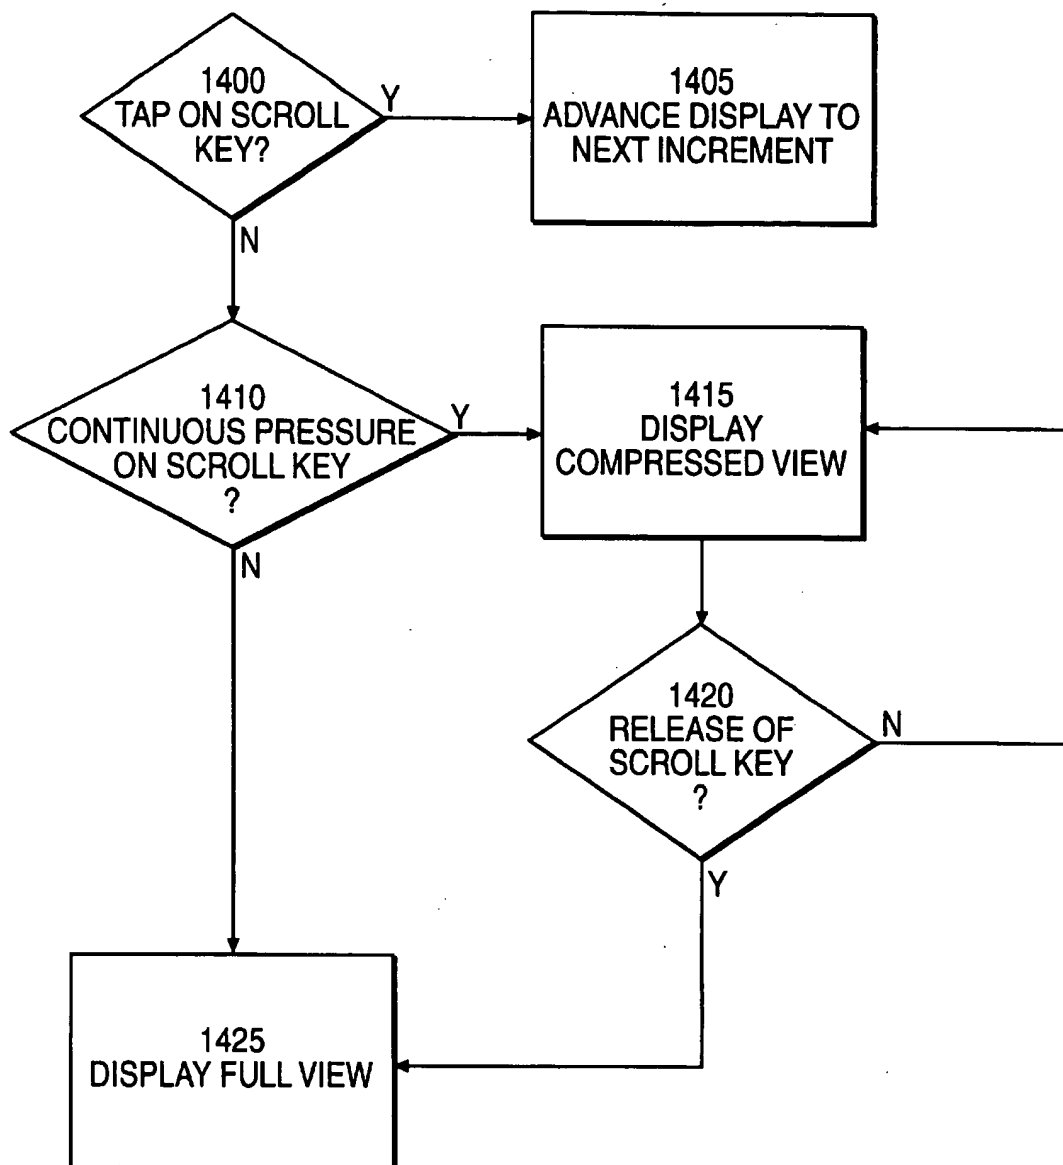 1400
TAP ON SCROLL
KEY?
Y
1405
ADVANCE DISPLAY TO
NEXT INCREMENT
N
1410
CONTINUOUS PRESSURE
ON SCROLL KEY
?
Y
1415
DISPLAY
COMPRESSED VIEW
N
1420
RELEASE OF
SCROLL KEY
?
N
Y
1425
DISPLAY FULL VIEW